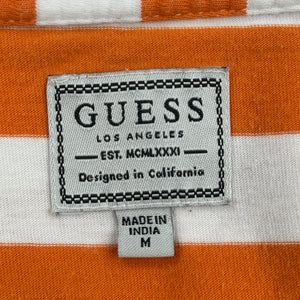 GUESS
LOS ANGELES
EST. MCMLXXXI
Designed in California
MADE IN
INDIA
M